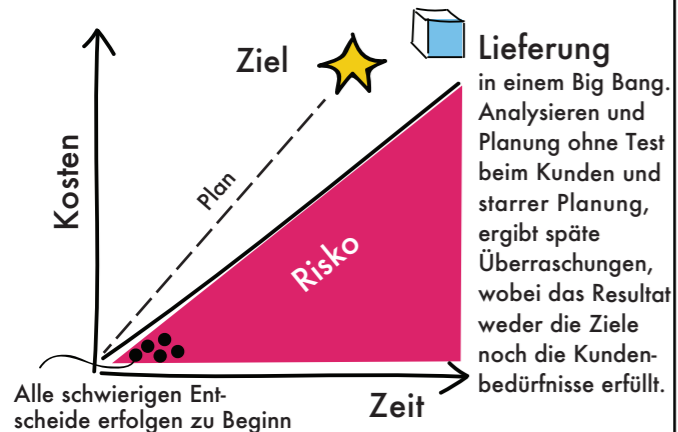 Ziel
Lieferung
in einem Big Bang.
Analysieren und
Planung ohne Test
beim Kunden und
starrer Planung,
ergibt späte
Überraschungen,
wobei das Resultat
weder die Ziele
noch die Kunden-
bedürfnisse erfüllt.
Kosten
Plan
Risiko
Alle schwierigen Ent-
scheide erfolgen zu Beginn
Zeit